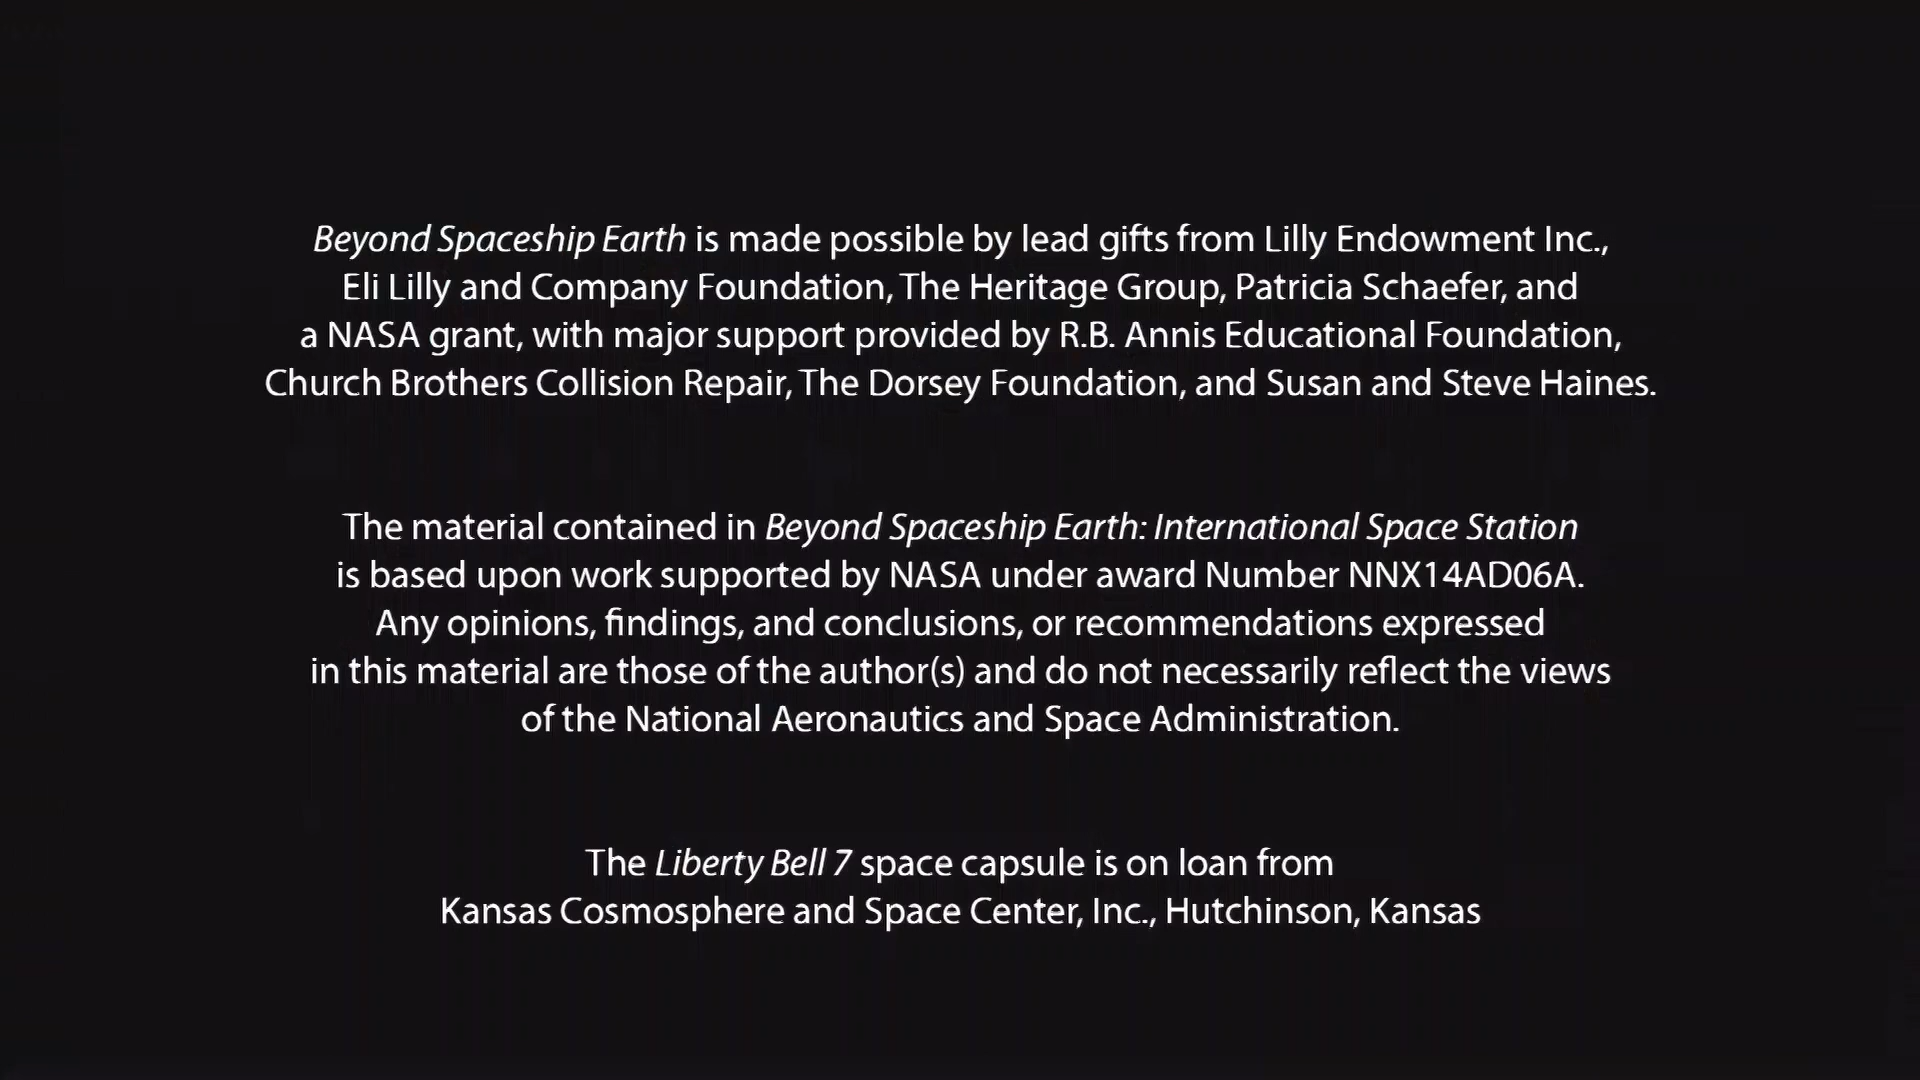 Beyond Spaceship Earth is made possible by lead gifts from Lilly Endowment Inc.,
Eli Lilly and Company Foundation, The Heritage Group, Patricia Schaefer, and
a NASA grant, with major support provided by R.B. Annis Educational Foundation,
Church Brothers Collision Repair, The Dorsey Foundation, and Susan and Steve Haines.
The material contained in Beyond Spaceship Earth: International Space Station
is based upon work supported by NASA under award Number NNX14AD06A.
Any opinions, findings, and conclusions, or recommendations expressed
in this material are those of the author(s) and do not necessarily reflect the views
of the National Aeronautics and Space Administration.
The Liberty Bell 7 space capsule is on loan from
Kansas Cosmosphere and Space Center, Inc., Hutchinson, Kansas